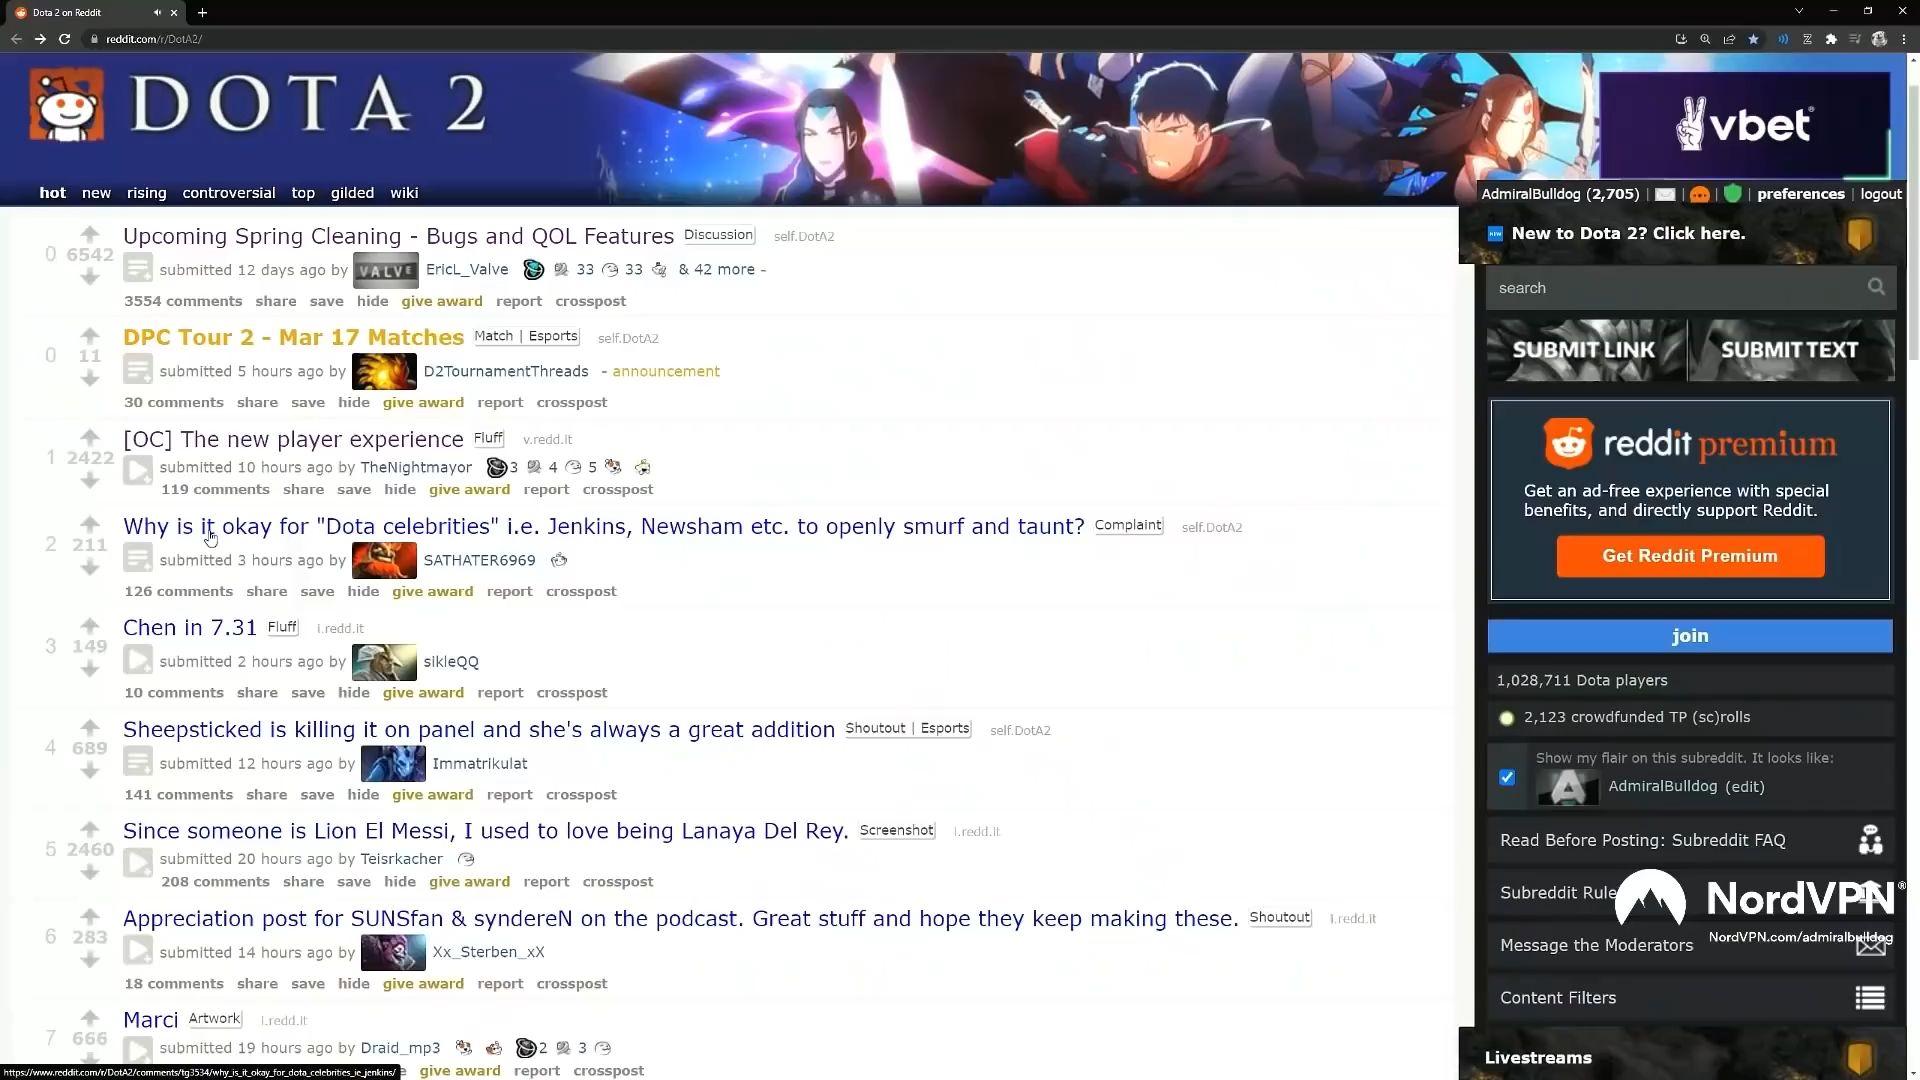 Dota 2 on Reddit
reddit.com/r/DotA2/
DOTA 2
vbet
hot new rising controversial top gilded wiki
AdmiralBulldog (2,705) | | | preferences | logout
0 6542
Upcoming Spring Cleaning - Bugs and QOL Features Discussion self.DotA2
submitted 12 days ago by VALVE EricL_Valve 33 33 & 42 more -
3554 comments share save hide give award report crosspost
0 11
DPC Tour 2 - Mar 17 Matches Match | Esports self.DotA2
submitted 5 hours ago by D2TournamentThreads - announcement
30 comments share save hide give award report crosspost
1 2422
[OC] The new player experience Fluff v.redd.it
submitted 10 hours ago by TheNightmayor 3 4 5
119 comments share save hide give award report crosspost
2 211
Why is it okay for "Dota celebrities" i.e. Jenkins, Newsham etc. to openly smurf and taunt? Complaint self.DotA2
submitted 3 hours ago by SATHATER6969
126 comments share save hide give award report crosspost
3 149
Chen in 7.31 Fluff i.redd.it
submitted 2 hours ago by sikleQQ
10 comments share save hide give award report crosspost
4 689
Sheepsticked is killing it on panel and she's always a great addition Shoutout | Esports self.DotA2
submitted 12 hours ago by Immatrikulat
141 comments share save hide give award report crosspost
5 2460
Since someone is Lion El Messi, I used to love being Lanaya Del Rey. Screenshot i.redd.it
submitted 20 hours ago by Teisrkacher
208 comments share save hide give award report crosspost
6 283
Appreciation post for SUNSfan & syndereN on the podcast. Great stuff and hope they keep making these. Shoutout i.redd.it
submitted 14 hours ago by Xx_Sterben_xX
18 comments share save hide give award report crosspost
7 666
Marci Artwork i.redd.it
submitted 19 hours ago by Draid_mp3 2 3
give award report crosspost
https://www.reddit.com/r/DotA2/comments/tg3534/why_is_it_okay_for_dota_celebrities_ie_jenkins/
New to Dota 2? Click here.
search
SUBMIT LINK SUBMIT TEXT
reddit premium
Get an ad-free experience with special
benefits, and directly support Reddit.
Get Reddit Premium
join
1,028,711 Dota players
2,123 crowdfunded TP (sc)rolls
Show my flair on this subreddit. It looks like:
AdmiralBulldog (edit)
Read Before Posting: Subreddit FAQ
Subreddit Rule
NordVPN®
NordVPN.com/admiralbulldog
Message the Moderators
Content Filters
Livestreams